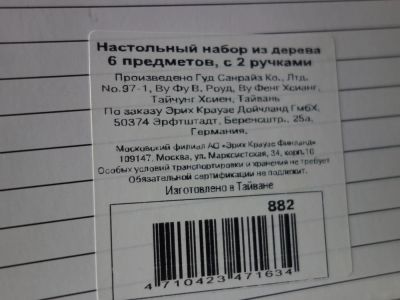 Настольный набор из дерева
6 предметов, с 2 ручками
Произведено Гуд Санрайз Ко., Лтд.
No.97-1, Ву Фу В, Роуд, Ву Фенг Хсианг,
Тайчунг Хсиен, Тайвань
По заказу Эрих Краузе Дойчланд ГмбХ,
50374 Эрфтштадт, Беренсштр., 25а,
Германия.
Московский филиал АО «Эрик Краузе Финланд»
109147, Москва, ул. Марксистская, 34, корп.16
Особых условий транспортировки и хранения не требует
Обязательной сертификации не подлежит.
Изготовлено в Тайване
882
4 710423 471634